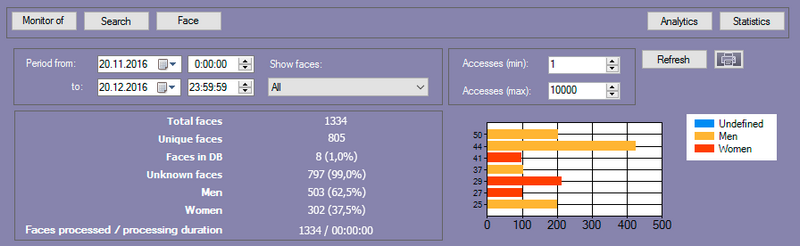 Monitor of Search Face Analytics Statistics
Period from: 20.11.2016 0:00:00 Show faces: Accesses (min): 1 Refresh
to: 20.12.2016 23:59:59 All Accesses (max): 10000
Total faces 1334
Unique faces 805
Faces in DB 8 (1,0%)
Unknown faces 797 (99,0%)
Men 503 (62,5%)
Women 302 (37,5%)
Faces processed / processing duration 1334 / 00:00:00
50
44
41
37
29
27
25
0 100 200 300 400 500
Undefined
Men
Women